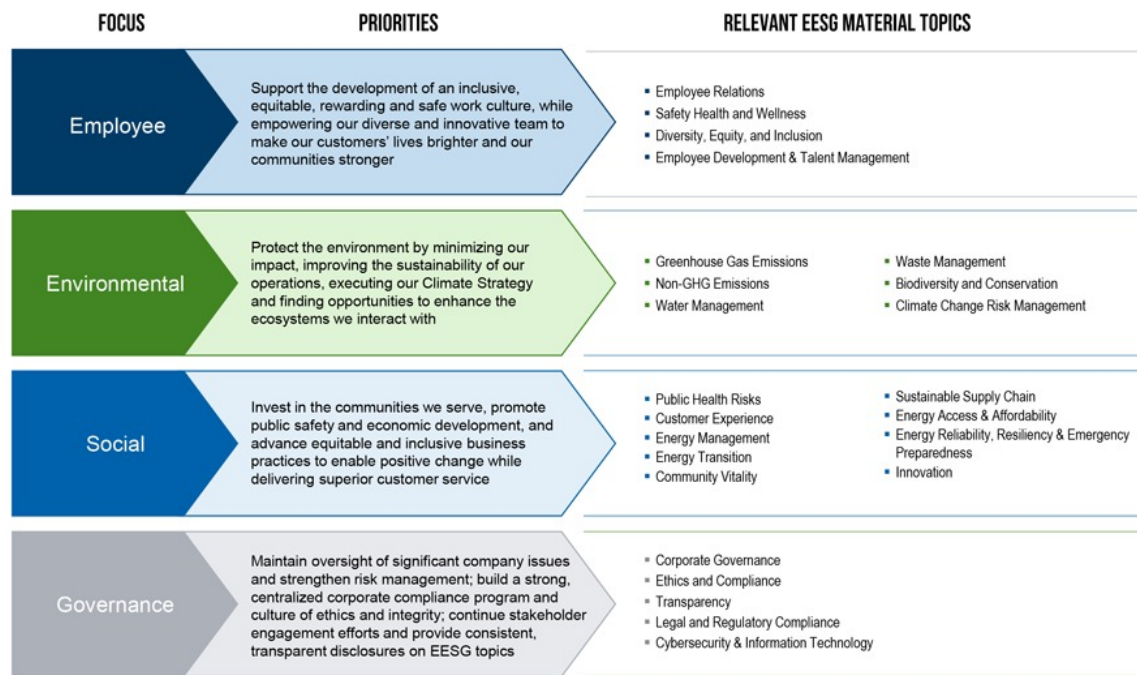 FOCUS
PRIORITIES
RELEVANT EESG MATERIAL TOPICS
Employee
Support the development of an inclusive,
equitable, rewarding and safe work culture, while
empowering our diverse and innovative team to
make our customers' lives brighter and our
communities stronger
▪ Employee Relations
▪ Safety Health and Wellness
▪ Diversity, Equity, and Inclusion
▪ Employee Development & Talent Management
Environmental
Protect the environment by minimizing our
impact, improving the sustainability of our
operations, executing our Climate Strategy
and finding opportunities to enhance the
ecosystems we interact with
▪ Greenhouse Gas Emissions
▪ Non-GHG Emissions
▪ Water Management
▪ Waste Management
▪ Biodiversity and Conservation
▪ Climate Change Risk Management
Social
Invest in the communities we serve, promote
public safety and economic development, and
advance equitable and inclusive business
practices to enable positive change while
delivering superior customer service
▪ Public Health Risks
▪ Customer Experience
▪ Energy Management
▪ Energy Transition
▪ Community Vitality
▪ Sustainable Supply Chain
▪ Energy Access & Affordability
▪ Energy Reliability, Resiliency & Emergency
Preparedness
▪ Innovation
Governance
Maintain oversight of significant company issues
and strengthen risk management; build a strong,
centralized corporate compliance program and
culture of ethics and integrity; continue stakeholder
engagement efforts and provide consistent,
transparent disclosures on EESG topics
▪ Corporate Governance
▪ Ethics and Compliance
▪ Transparency
▪ Legal and Regulatory Compliance
▪ Cybersecurity & Information Technology